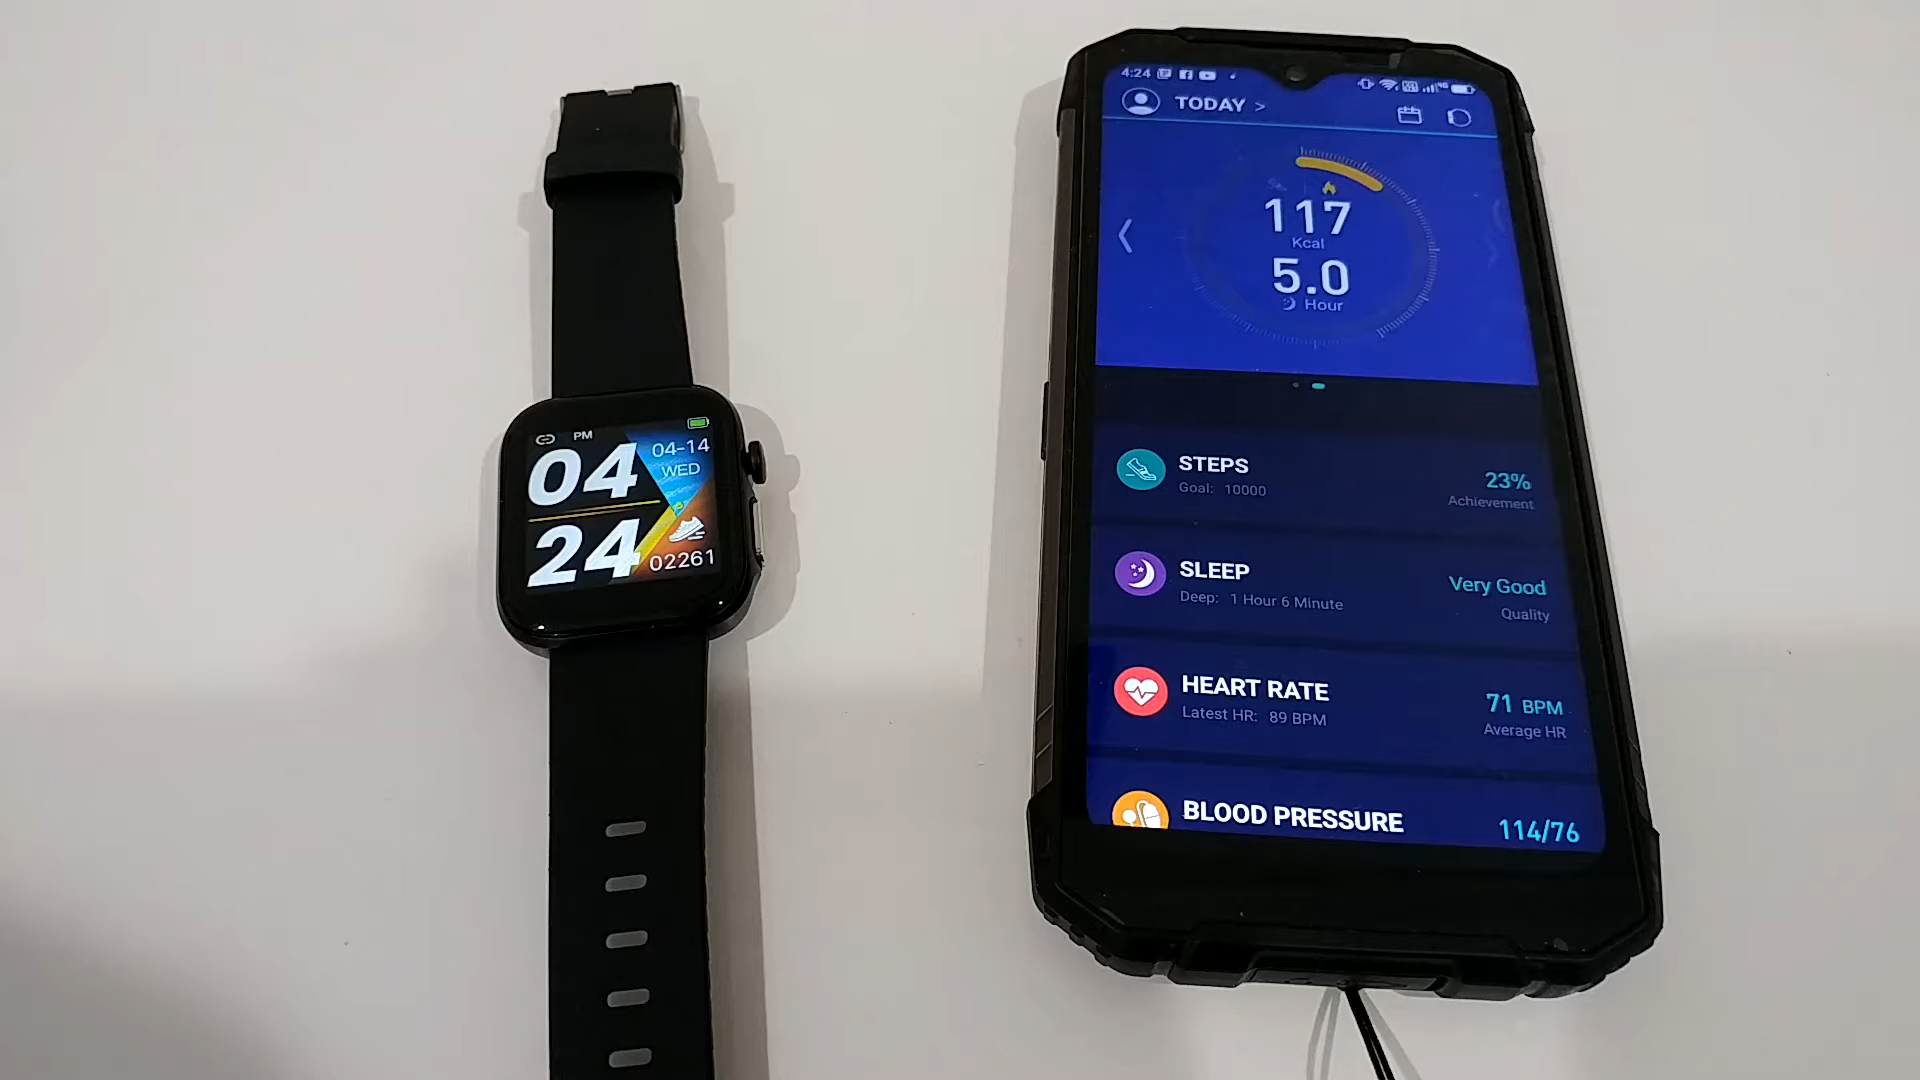 PM
04
04-14
WED
24
02261
4:24
TODAY >
117
Kcal
5.0
Hour
STEPS
Goal: 10000
23%
Achievement
SLEEP
Deep: 1 Hour 6 Minute
Very Good
Quality
HEART RATE
Latest HR: 89 BPM
71 BPM
Average HR
BLOOD PRESSURE
114/76